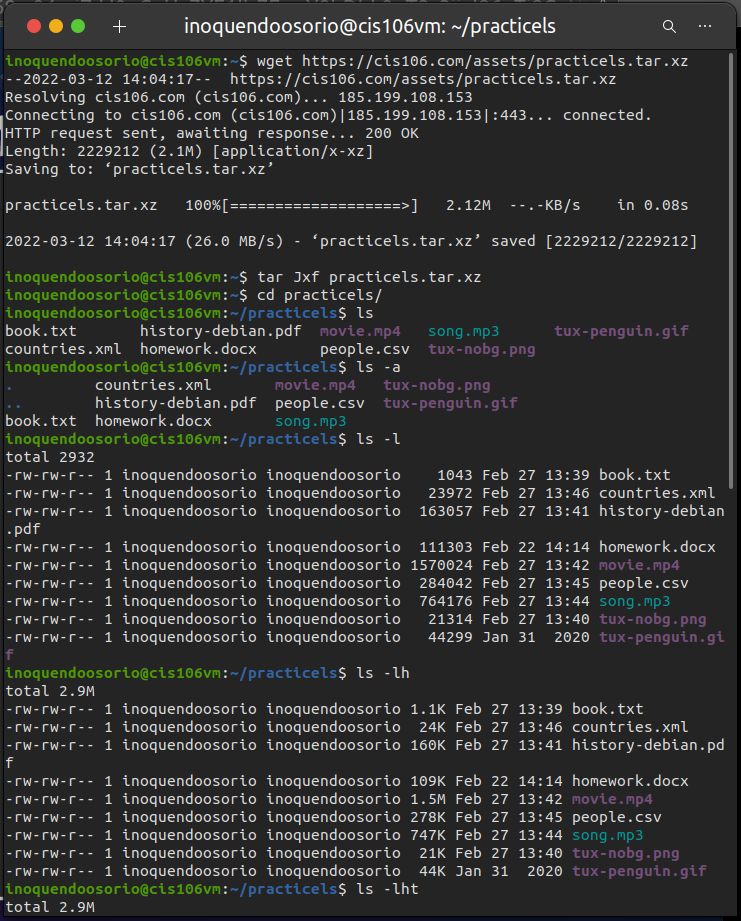 inoquendoosorio@cis106vm: ~/practicels
inoquendoosorio@cis106vm:~$ wget https://cis106.com/assets/practicels.tar.xz
--2022-03-12 14:04:17--  https://cis106.com/assets/practicels.tar.xz
Resolving cis106.com (cis106.com)... 185.199.108.153
Connecting to cis106.com (cis106.com)|185.199.108.153|:443... connected.
HTTP request sent, awaiting response... 200 OK
Length: 2229212 (2.1M) [application/x-xz]
Saving to: ‘practicels.tar.xz’
practicels.tar.xz   100%[===================>]   2.12M  --.-KB/s    in 0.08s
2022-03-12 14:04:17 (26.0 MB/s) - ‘practicels.tar.xz’ saved [2229212/2229212]
inoquendoosorio@cis106vm:~$ tar Jxf practicels.tar.xz
inoquendoosorio@cis106vm:~$ cd practicels/
inoquendoosorio@cis106vm:~/practicels$ ls
book.txt       history-debian.pdf  movie.mp4   song.mp3      tux-penguin.gif
countries.xml  homework.docx       people.csv  tux-nobg.png
inoquendoosorio@cis106vm:~/practicels$ ls -a
.         countries.xml       movie.mp4   tux-nobg.png
..        history-debian.pdf  people.csv  tux-penguin.gif
book.txt  homework.docx       song.mp3
inoquendoosorio@cis106vm:~/practicels$ ls -l
total 2932
-rw-rw-r-- 1 inoquendoosorio inoquendoosorio    1043 Feb 27 13:39 book.txt
-rw-rw-r-- 1 inoquendoosorio inoquendoosorio   23972 Feb 27 13:46 countries.xml
-rw-rw-r-- 1 inoquendoosorio inoquendoosorio  163057 Feb 27 13:41 history-debian
.pdf
-rw-rw-r-- 1 inoquendoosorio inoquendoosorio  111303 Feb 22 14:14 homework.docx
-rw-rw-r-- 1 inoquendoosorio inoquendoosorio 1570024 Feb 27 13:42 movie.mp4
-rw-rw-r-- 1 inoquendoosorio inoquendoosorio  284042 Feb 27 13:45 people.csv
-rw-rw-r-- 1 inoquendoosorio inoquendoosorio  764176 Feb 27 13:44 song.mp3
-rw-rw-r-- 1 inoquendoosorio inoquendoosorio   21314 Feb 27 13:40 tux-nobg.png
-rw-rw-r-- 1 inoquendoosorio inoquendoosorio   44299 Jan 31  2020 tux-penguin.gi
f
inoquendoosorio@cis106vm:~/practicels$ ls -lh
total 2.9M
-rw-rw-r-- 1 inoquendoosorio inoquendoosorio 1.1K Feb 27 13:39 book.txt
-rw-rw-r-- 1 inoquendoosorio inoquendoosorio  24K Feb 27 13:46 countries.xml
-rw-rw-r-- 1 inoquendoosorio inoquendoosorio 160K Feb 27 13:41 history-debian.pd
f
-rw-rw-r-- 1 inoquendoosorio inoquendoosorio 109K Feb 22 14:14 homework.docx
-rw-rw-r-- 1 inoquendoosorio inoquendoosorio 1.5M Feb 27 13:42 movie.mp4
-rw-rw-r-- 1 inoquendoosorio inoquendoosorio 278K Feb 27 13:45 people.csv
-rw-rw-r-- 1 inoquendoosorio inoquendoosorio 747K Feb 27 13:44 song.mp3
-rw-rw-r-- 1 inoquendoosorio inoquendoosorio  21K Feb 27 13:40 tux-nobg.png
-rw-rw-r-- 1 inoquendoosorio inoquendoosorio  44K Jan 31  2020 tux-penguin.gif
inoquendoosorio@cis106vm:~/practicels$ ls -lht
total 2.9M